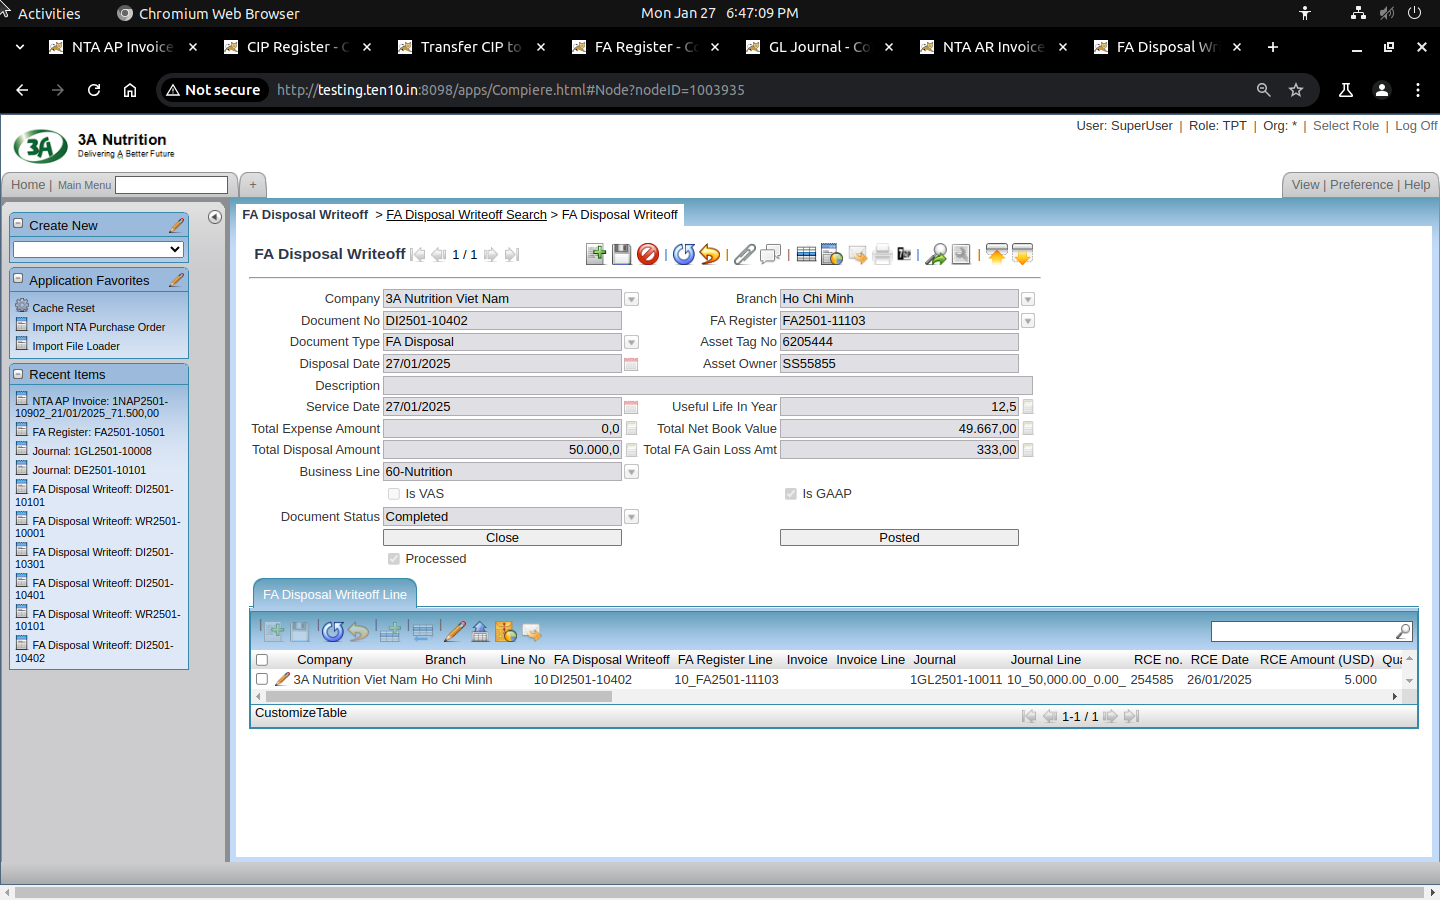 Activities
Chromium Web Browser
Mon Jan 27 6:47:09 PM
NTA AP Invoice
CIP Register - C
Transfer CIP to
FA Register - Co
GL Journal - Co
NTA AR Invoice
FA Disposal Wr
Not secure
http://testing.ten10.in:8098/apps/Compiere.html#Node?nodeID=1003935
3A
3A Nutrition
Delivering A Better Future
User: SuperUser | Role: TPT | Org: * | Select Role | Log Off
Home | Main Menu
+
View | Preference | Help
Create New
Application Favorites
Cache Reset
Import NTA Purchase Order
Import File Loader
Recent Items
NTA AP Invoice: 1NAP2501-
10902_21/01/2025_71.500,00
FA Register: FA2501-10501
Journal: 1GL2501-10008
Journal: DE2501-10101
FA Disposal Writeoff: DI2501-
10101
FA Disposal Writeoff: WR2501-
10001
FA Disposal Writeoff: DI2501-
10301
FA Disposal Writeoff: DI2501-
10401
FA Disposal Writeoff: WR2501-
10101
FA Disposal Writeoff: DI2501-
10402
FA Disposal Writeoff > FA Disposal Writeoff Search > FA Disposal Writeoff
FA Disposal Writeoff 1 / 1
Company 3A Nutrition Viet Nam Branch Ho Chi Minh
Document No DI2501-10402 FA Register FA2501-11103
Document Type FA Disposal Asset Tag No 6205444
Disposal Date 27/01/2025 Asset Owner SS55855
Description
Service Date 27/01/2025 Useful Life In Year 12,5
Total Expense Amount 0,0 Total Net Book Value 49.667,00
Total Disposal Amount 50.000,0 Total FA Gain Loss Amt 333,00
Business Line 60-Nutrition
Is VAS Is GAAP
Document Status Completed
Close Posted
Processed
FA Disposal Writeoff Line
Company Branch Line No FA Disposal Writeoff FA Register Line Invoice Invoice Line Journal Journal Line RCE no. RCE Date RCE Amount (USD) Qua
3A Nutrition Viet Nam Ho Chi Minh 10 DI2501-10402 10_FA2501-11103 1GL2501-10011 10_50,000.00_0.00_ 254585 26/01/2025 5.000
CustomizeTable
1-1 / 1